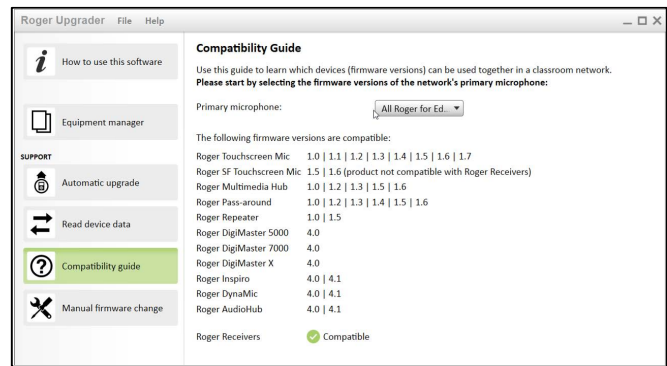 Roger Upgrader File Help
How to use this software
Equipment manager
SUPPORT
Automatic upgrade
Read device data
Compatibility guide
Manual firmware change
Compatibility Guide
Use this guide to learn which devices (firmware versions) can be used together in a classroom network.
Please start by selecting the firmware versions of the network's primary microphone:
Primary microphone: All Roger for Ed...
The following firmware versions are compatible:
Roger Touchscreen Mic 1.0 | 1.1 | 1.2 | 1.3 | 1.4 | 1.5 | 1.6 | 1.7
Roger SF Touchscreen Mic 1.5 | 1.6 (product not compatible with Roger Receivers)
Roger Multimedia Hub 1.0 | 1.2 | 1.3 | 1.5 | 1.6
Roger Pass-around 1.0 | 1.2 | 1.3 | 1.4 | 1.5 | 1.6
Roger Repeater 1.0 | 1.5
Roger DigiMaster 5000 4.0
Roger DigiMaster 7000 4.0
Roger DigiMaster X 4.0
Roger Inspiro 4.0 | 4.1
Roger DynaMic 4.0 | 4.1
Roger AudioHub 4.0 | 4.1
Roger Receivers Compatible